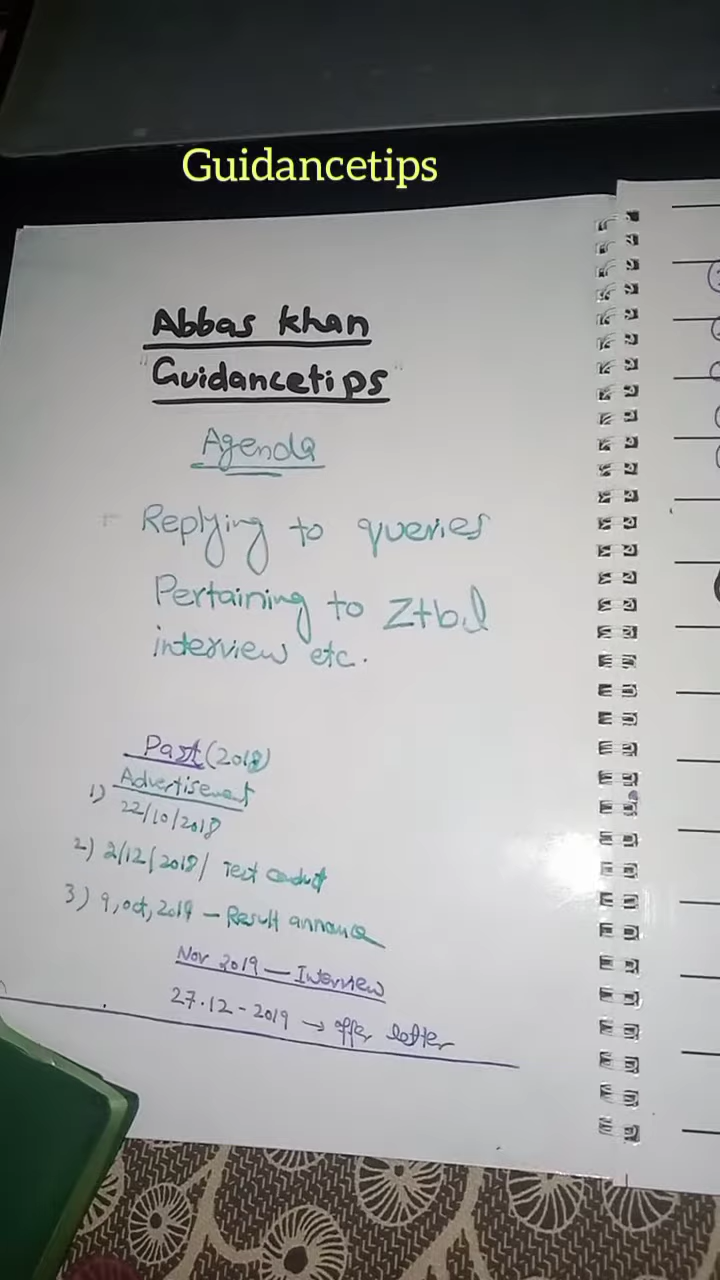 Guidancetips
Abbas khan
"Guidancetips"
Agenda
Replying to queries
Pertaining to Ztbl
interview etc.
Past (2018)
1) Advertisement
22/10/2018
2) 2/12/2018/ Test conduct
3) 9, oct, 2019 – Result announce
Nov 2019 — Interview
27.12-2019 → offer letter